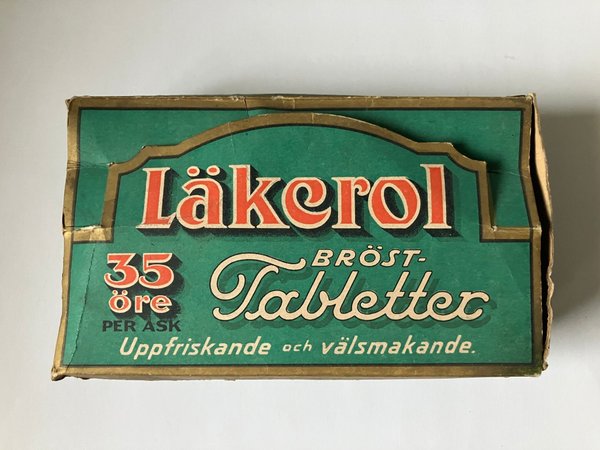 Läkerol
BRÖST-
Tabletter
35
öre
PER ASK
Uppfriskande och välsmakande.